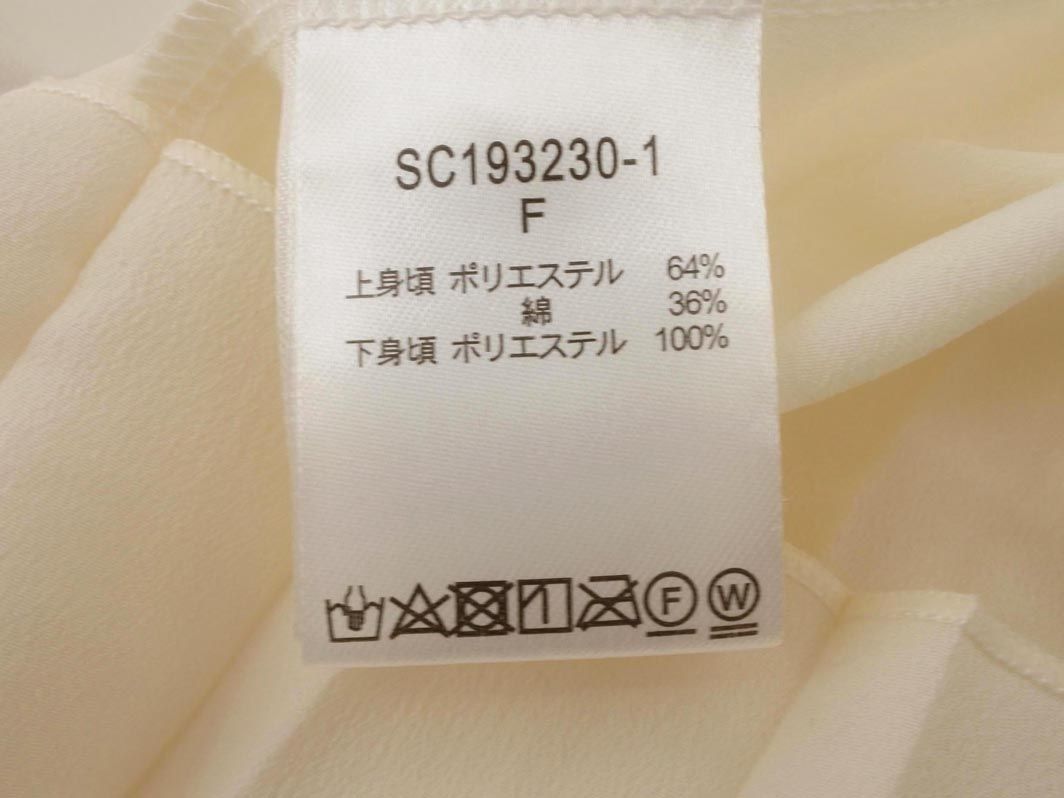 SC193230-1
F
上身頃 ポリエステル 64%
綿 36%
下身頃 ポリエステル 100%
F W